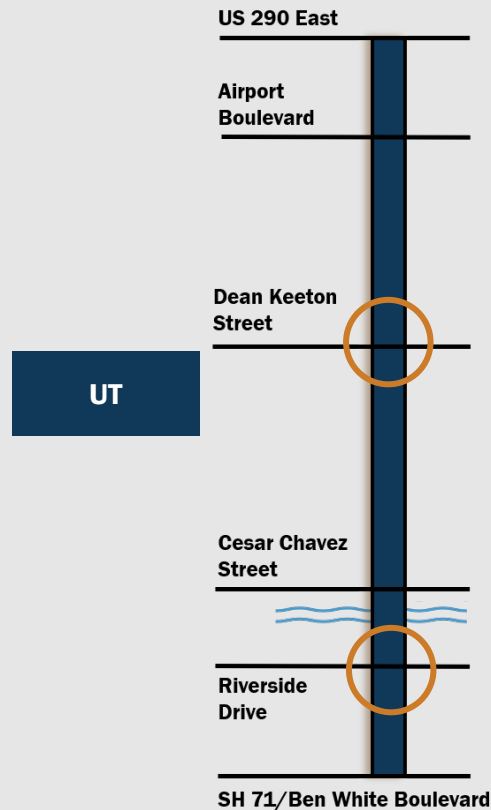 US 290 East
Airport
Boulevard
Dean Keeton
Street
UT
Cesar Chavez
Street
Riverside
Drive
SH 71/Ben White Boulevard